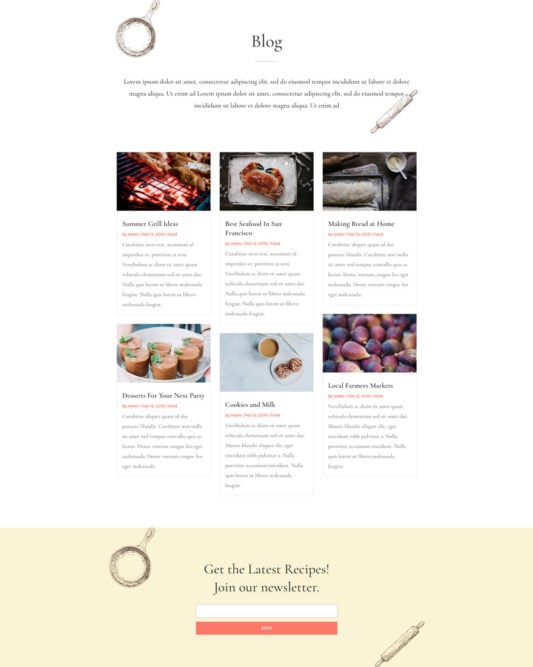 Blog
Lorem ipsum dolor sit amet, consectetur adipiscing elit, sed do eiusmod tempor incididunt ut labore et dolore
magna aliqua. Ut enim ad Lorem ipsum dolor sit amet, consectetur adipiscing elit, sed do eiusmod tempor
incididunt ut labore et dolore magna aliqua. Ut enim ad
Summer Grill Ideas
| Feb 12, 2018 | Food
Curabitur arcu erat, accumsan id
imperdiet et, porttitor at sem.
Vestibulum ac diam sit amet quam
vehicula elementum sed sit amet dui.
Nulla quis lorem ut libero malesuada
feugiat. Nulla quis lorem ut libero
malesuada feugiat.
Best Seafood In San
Francisco
| Feb 12, 2018 | Food
Curabitur arcu erat, accumsan id
imperdiet et, porttitor at sem.
Vestibulum ac diam sit amet quam
vehicula elementum sed sit amet dui.
Nulla quis lorem ut libero malesuada
feugiat. Nulla quis lorem ut libero
malesuada feugiat.
Making Bread at Home
| Feb 12, 2018 | Food
Curabitur aliquet quam id dui
posuere blandit. Curabitur non nulla
sit amet nisl tempus convallis quis ac
lectus. Donec rutrum congue leo eget
malesuada. Donec rutrum congue leo
eget malesuada.
Desserts For Your Next Party
| Feb 12, 2018 | Food
Curabitur aliquet quam id dui
posuere blandit. Curabitur non nulla
sit amet nisl tempus convallis quis ac
lectus. Donec rutrum congue leo eget
malesuada. Donec rutrum congue leo
eget malesuada.
Cookies and Milk
| Feb 12, 2018 | Food
Vestibulum ac diam sit amet quam
vehicula elementum sed sit amet dui.
Mauris blandit aliquet elit, eget
tincidunt nibh pulvinar a. Nulla
porttitor accumsan tincidunt. Nulla
quis lorem ut libero malesuada
feugiat.
Local Farmers Markets
| Feb 12, 2018 | Food
Vestibulum ac diam sit amet quam
vehicula elementum sed sit amet dui.
Mauris blandit aliquet elit, eget
tincidunt nibh pulvinar a. Nulla
porttitor accumsan tincidunt. Nulla
quis lorem ut libero malesuada
feugiat.
Get the Latest Recipes!
Join our newsletter.
SEND